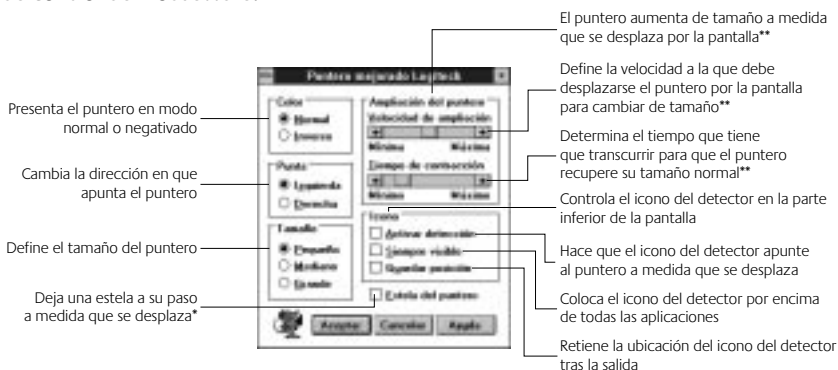 El puntero aumenta de tamaño a medida
que se desplaza por la pantalla**
Define la velocidad a la que debe
desplazarse el puntero por la pantalla
para cambiar de tamaño**
Determina el tiempo que tiene
que transcurrir para que el puntero
recupere su tamaño normal**
Controla el icono del detector en la parte
inferior de la pantalla
Hace que el icono del detector apunte
al puntero a medida que se desplaza
Coloca el icono del detector por encima
de todas las aplicaciones
Retiene la ubicación del icono del detector
tras la salida
Presenta el puntero en modo
normal o negativado
Cambia la dirección en que
apunta el puntero
Define el tamaño del puntero
Deja una estela a su paso
a medida que se desplaza*
Puntero mejorado Logitech
Color
Normal
Inverso
Punta
Izquierda
Derecha
Tamaño
Pequeño
Mediano
Grande
Ampliación del puntero
Velocidad de ampliación
Mínima Máxima
Tiempo de contracción
Mínimo Máximo
Icono
Activar detección
Siempre visible
Guardar posición
Estela del puntero
Aceptar Cancelar